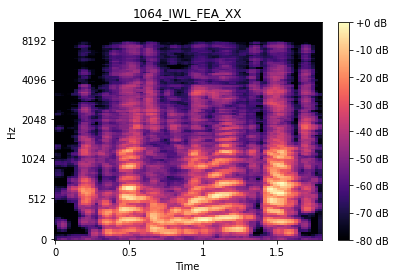 1064_IWL_FEA_XX
8192
4096
2048
1024
512
0
Hz
0
0.5
1
1.5
Time
+0 dB
-10 dB
-20 dB
-30 dB
-40 dB
-50 dB
-60 dB
-70 dB
-80 dB